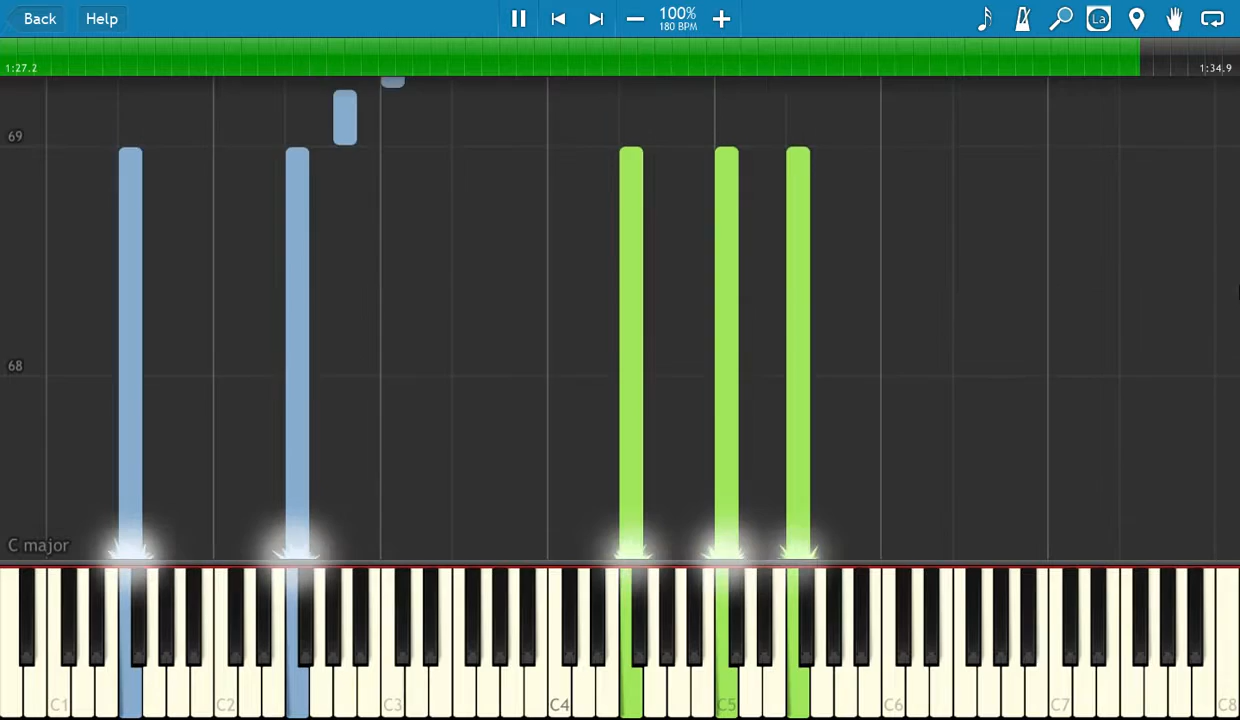 Back Help 100% La
180 BPM
1:27.2 1:34.9
69
68
C major
C1 C2 C3 C4 C5 C6 C7 C8